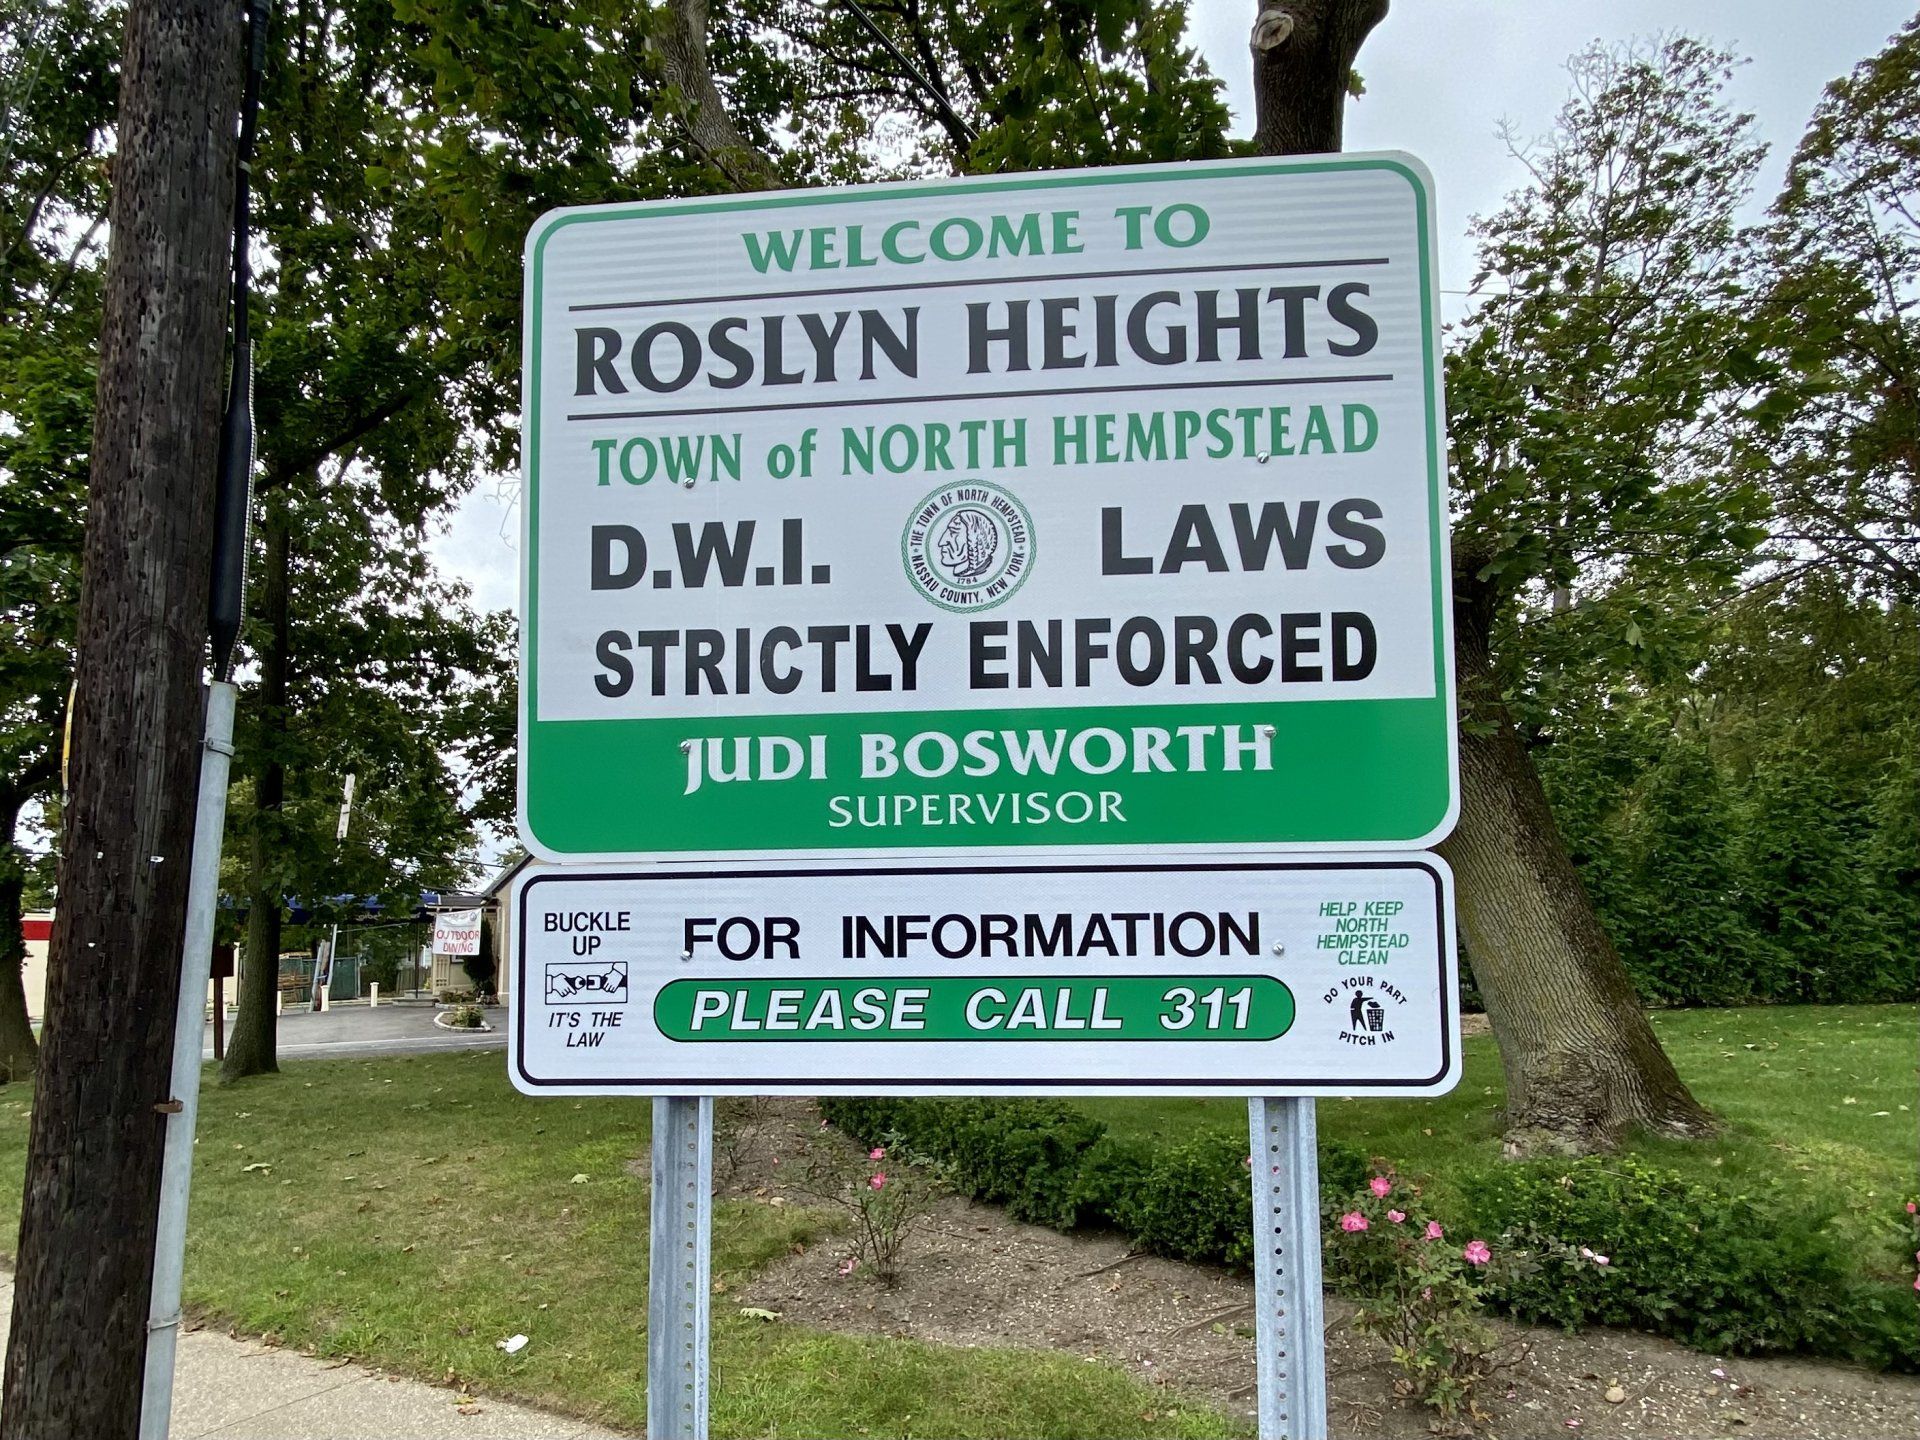 WELCOME TO
ROSLYN HEIGHTS
TOWN of NORTH HEMPSTEAD
D.W.I. LAWS
THE TOWN OF NORTH HEMPSTEAD
1784
NASSAU COUNTY, NEW YORK
STRICTLY ENFORCED
JUDI BOSWORTH
SUPERVISOR
BUCKLE
UP
IT'S THE
LAW
FOR INFORMATION
PLEASE CALL 311
HELP KEEP
NORTH
HEMPSTEAD
CLEAN
DO YOUR PART
PITCH IN
OUTDOOR
DINING